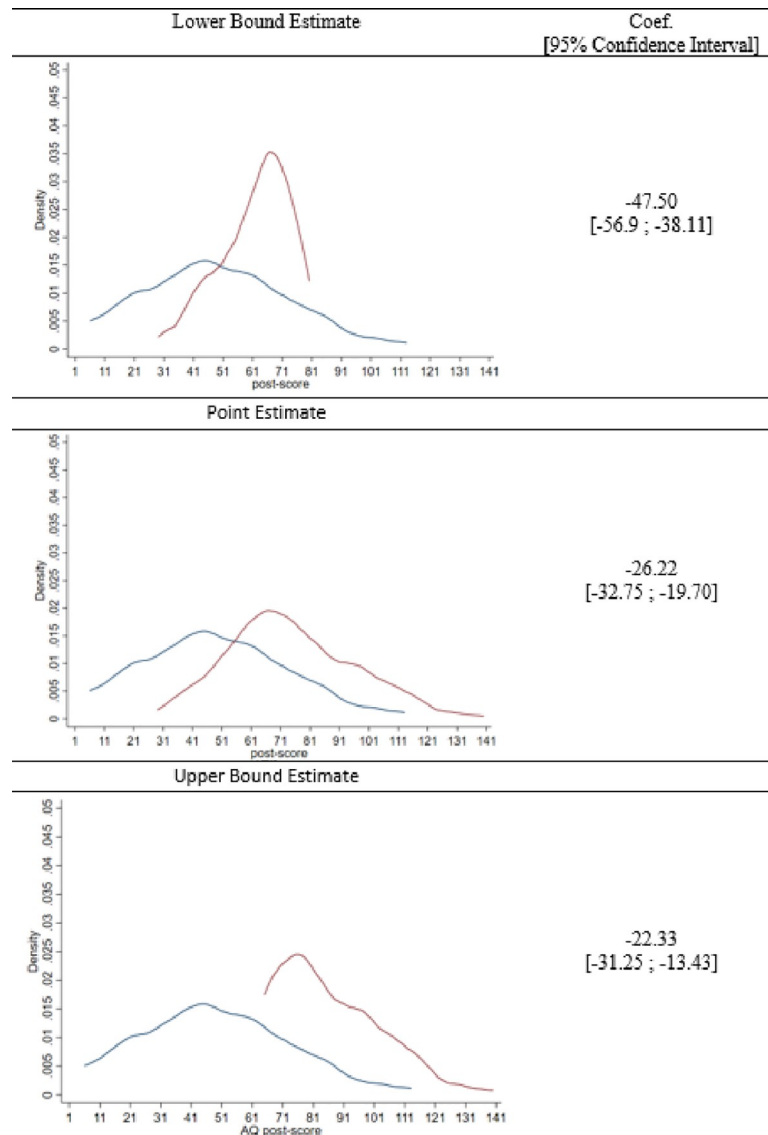 Lower Bound Estimate
Coef.
[95% Confidence Interval]
Density
0 .005 .01 .015 .02 .025 .03 .035 .04 .045 .05
1 11 21 31 41 51 61 71 81 91 101 111 121 131 141
post-score
-47.50
[-56.9 ; -38.11]
Point Estimate
Density
0 .005 .01 .015 .02 .025 .03 .035 .04 .045 .05
1 11 21 31 41 51 61 71 81 91 101 111 121 131 141
post-score
-26.22
[-32.75 ; -19.70]
Upper Bound Estimate
Density
0 .005 .01 .015 .02 .025 .03 .035 .04 .045 .05
1 11 21 31 41 51 61 71 81 91 101 111 121 131 141
AQ post-score
-22.33
[-31.25 ; -13.43]